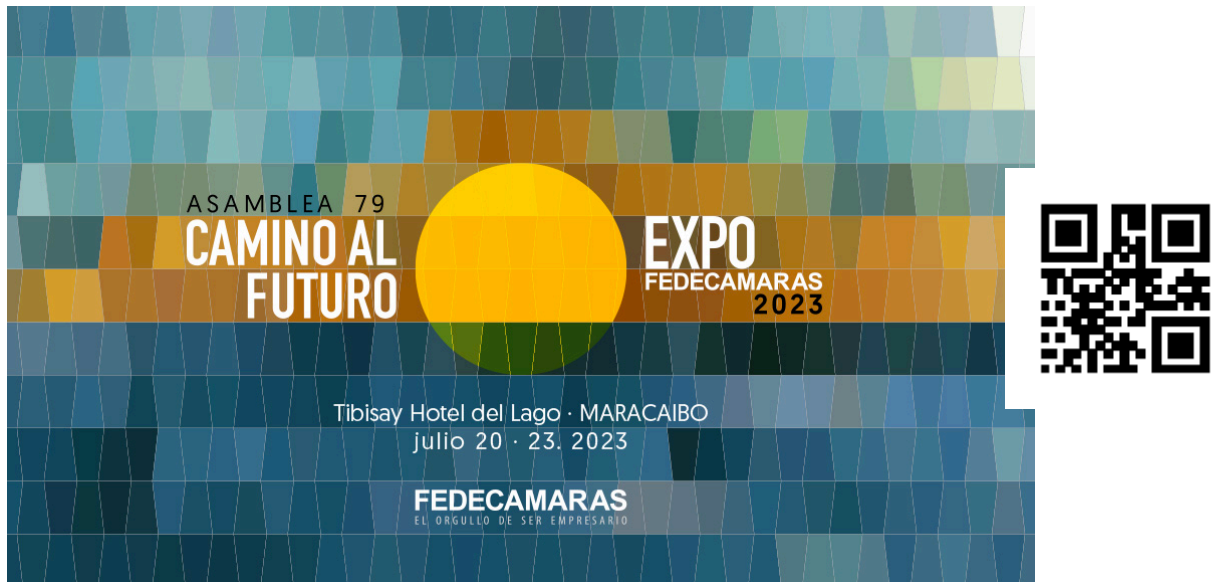 ASAMBLEA 79
CAMINO AL
FUTURO
EXPO
FEDECAMARAS
2023
Tibisay Hotel del Lago · MARACAIBO
julio 20 · 23. 2023
FEDECAMARAS
EL ORGULLO DE SER EMPRESARIO